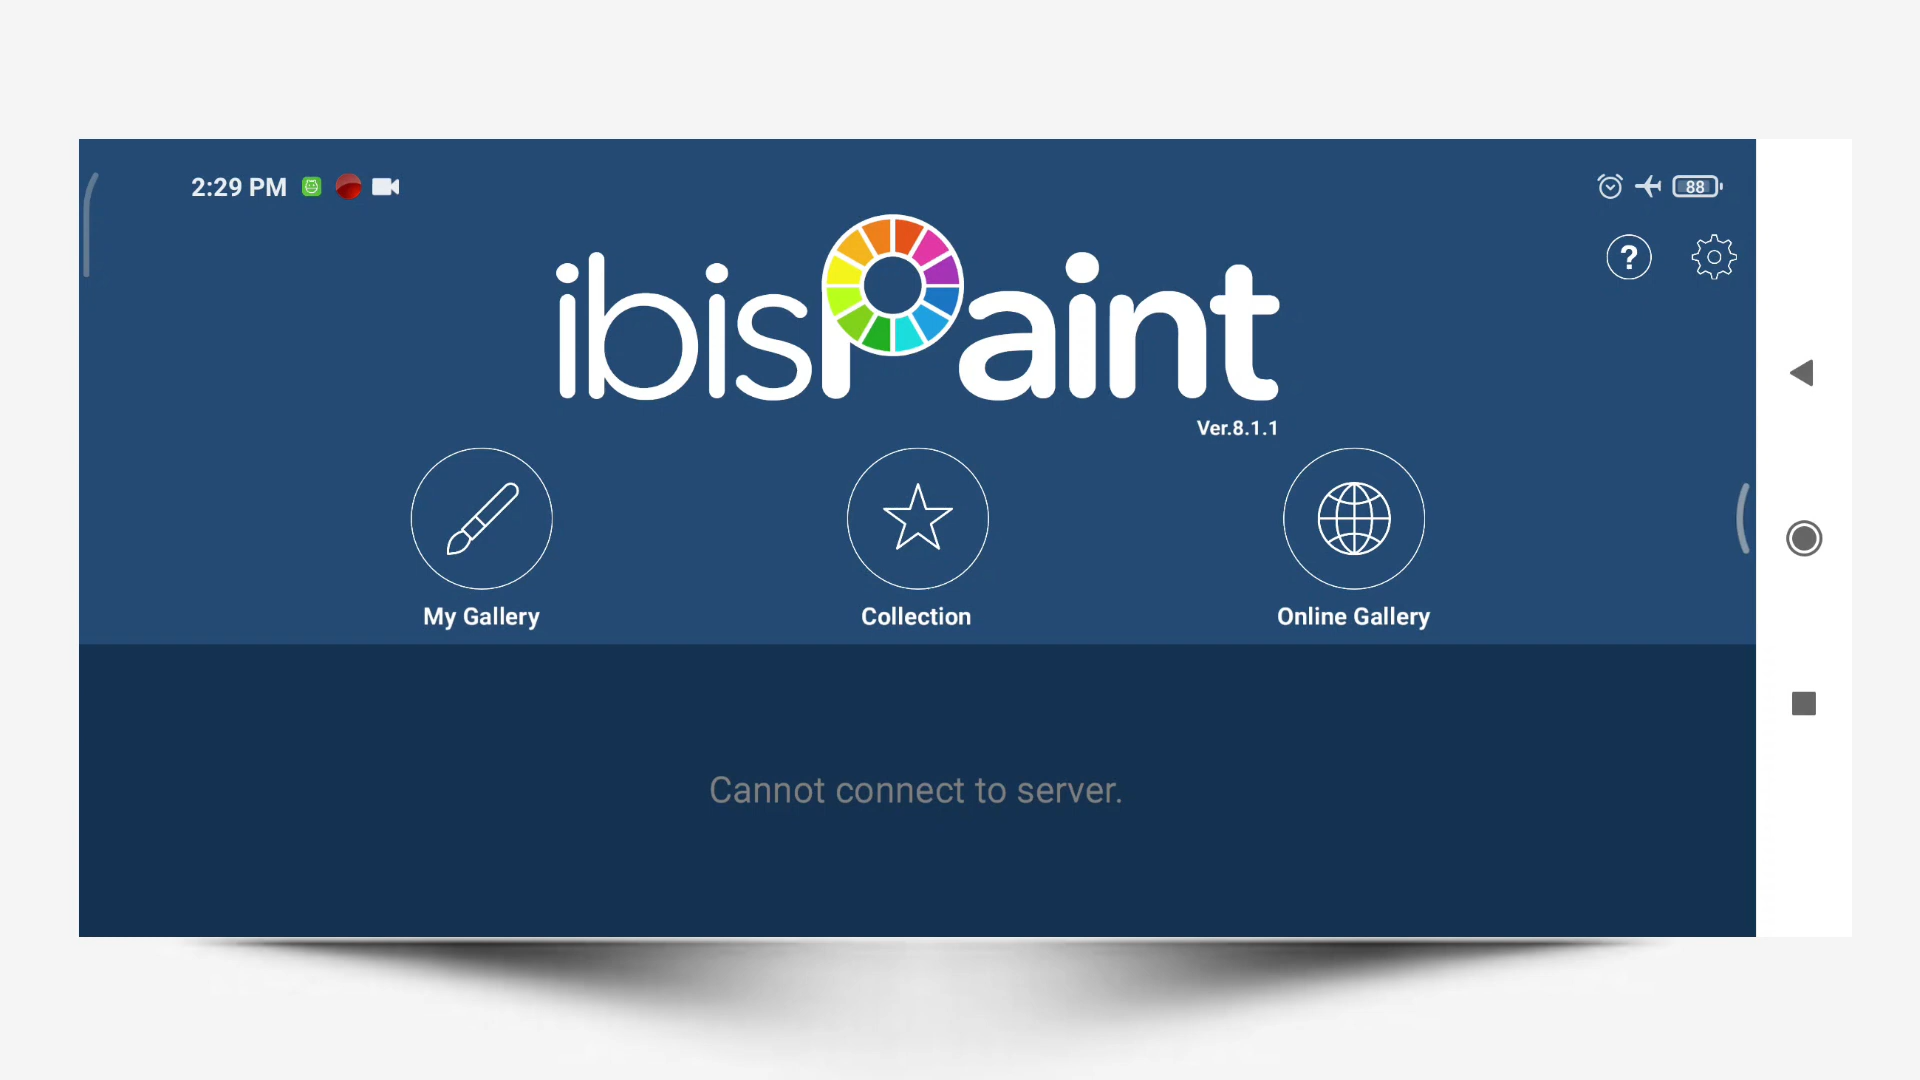 2:29 PM
88
?
ibisPaint
Ver.8.1.1
My Gallery
Collection
Online Gallery
Cannot connect to server.